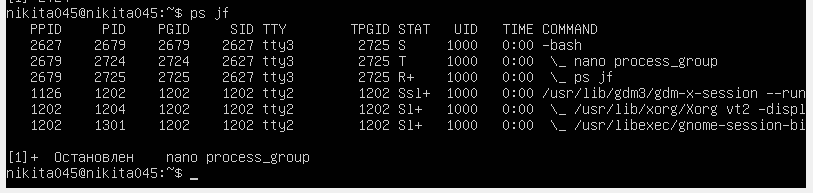 nikita045@nikita045:~$ ps jf
PPID PID PGID SID TTY TPGID STAT UID TIME COMMAND
2627 2679 2679 2627 tty3 2725 S 1000 0:00 -bash
2679 2724 2724 2627 tty3 2725 T 1000 0:00 \_ nano process_group
2679 2725 2725 2627 tty3 2725 R+ 1000 0:00 \_ ps jf
1126 1202 1202 1202 tty2 1202 Ssl+ 1000 0:00 /usr/lib/gdm3/gdm-x-session --run
1202 1204 1202 1202 tty2 1202 Sl+ 1000 0:00 \_ /usr/lib/xorg/Xorg vt2 -displ
1202 1301 1202 1202 tty2 1202 Sl+ 1000 0:00 \_ /usr/libexec/gnome-session-bi
[1]+ Остановлен nano process_group
nikita045@nikita045:~$ _